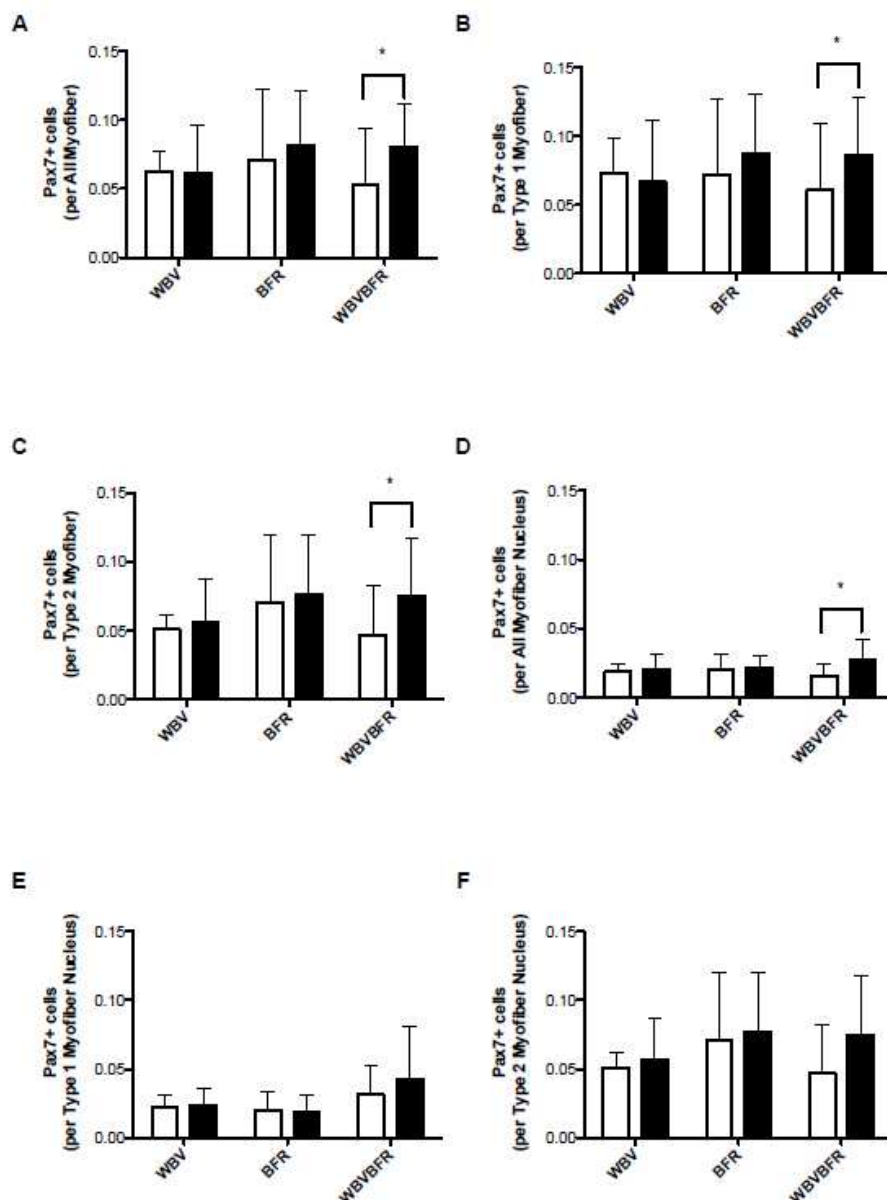 A
Pax7+ cells
(per All Myofiber)
0.15
0.10
0.05
0.00
*
WBV
BFR
WBVBFR
B
Pax7+ cells
(per Type 1 Myofiber)
0.15
0.10
0.05
0.00
*
WBV
BFR
WBVBFR
C
Pax7+ cells
(per Type 2 Myofiber)
0.15
0.10
0.05
0.00
*
WBV
BFR
WBVBFR
D
Pax7+ cells
(per All Myofiber Nucleus)
0.15
0.10
0.05
0.00
*
WBV
BFR
WBVBFR
E
Pax7+ cells
(per Type 1 Myofiber Nucleus)
0.15
0.10
0.05
0.00
WBV
BFR
WBVBFR
F
Pax7+ cells
(per Type 2 Myofiber Nucleus)
0.15
0.10
0.05
0.00
WBV
BFR
WBVBFR